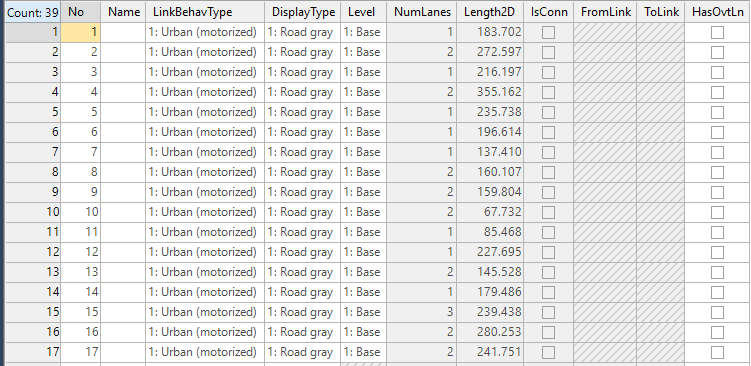 Count: 39 No Name LinkBehavType DisplayType Level NumLanes Length2D IsConn FromLink ToLink HasOvtLn
1 1 1: Urban (motorized) 1: Road gray 1: Base 1 183.702
2 2 1: Urban (motorized) 1: Road gray 1: Base 2 272.597
3 3 1: Urban (motorized) 1: Road gray 1: Base 1 216.197
4 4 1: Urban (motorized) 1: Road gray 1: Base 2 355.162
5 5 1: Urban (motorized) 1: Road gray 1: Base 1 235.738
6 6 1: Urban (motorized) 1: Road gray 1: Base 1 196.614
7 7 1: Urban (motorized) 1: Road gray 1: Base 1 137.410
8 8 1: Urban (motorized) 1: Road gray 1: Base 2 160.107
9 9 1: Urban (motorized) 1: Road gray 1: Base 2 159.804
10 10 1: Urban (motorized) 1: Road gray 1: Base 2 67.732
11 11 1: Urban (motorized) 1: Road gray 1: Base 1 85.468
12 12 1: Urban (motorized) 1: Road gray 1: Base 1 227.695
13 13 1: Urban (motorized) 1: Road gray 1: Base 2 145.528
14 14 1: Urban (motorized) 1: Road gray 1: Base 1 179.486
15 15 1: Urban (motorized) 1: Road gray 1: Base 3 239.438
16 16 1: Urban (motorized) 1: Road gray 1: Base 2 280.253
17 17 1: Urban (motorized) 1: Road gray 1: Base 2 241.751